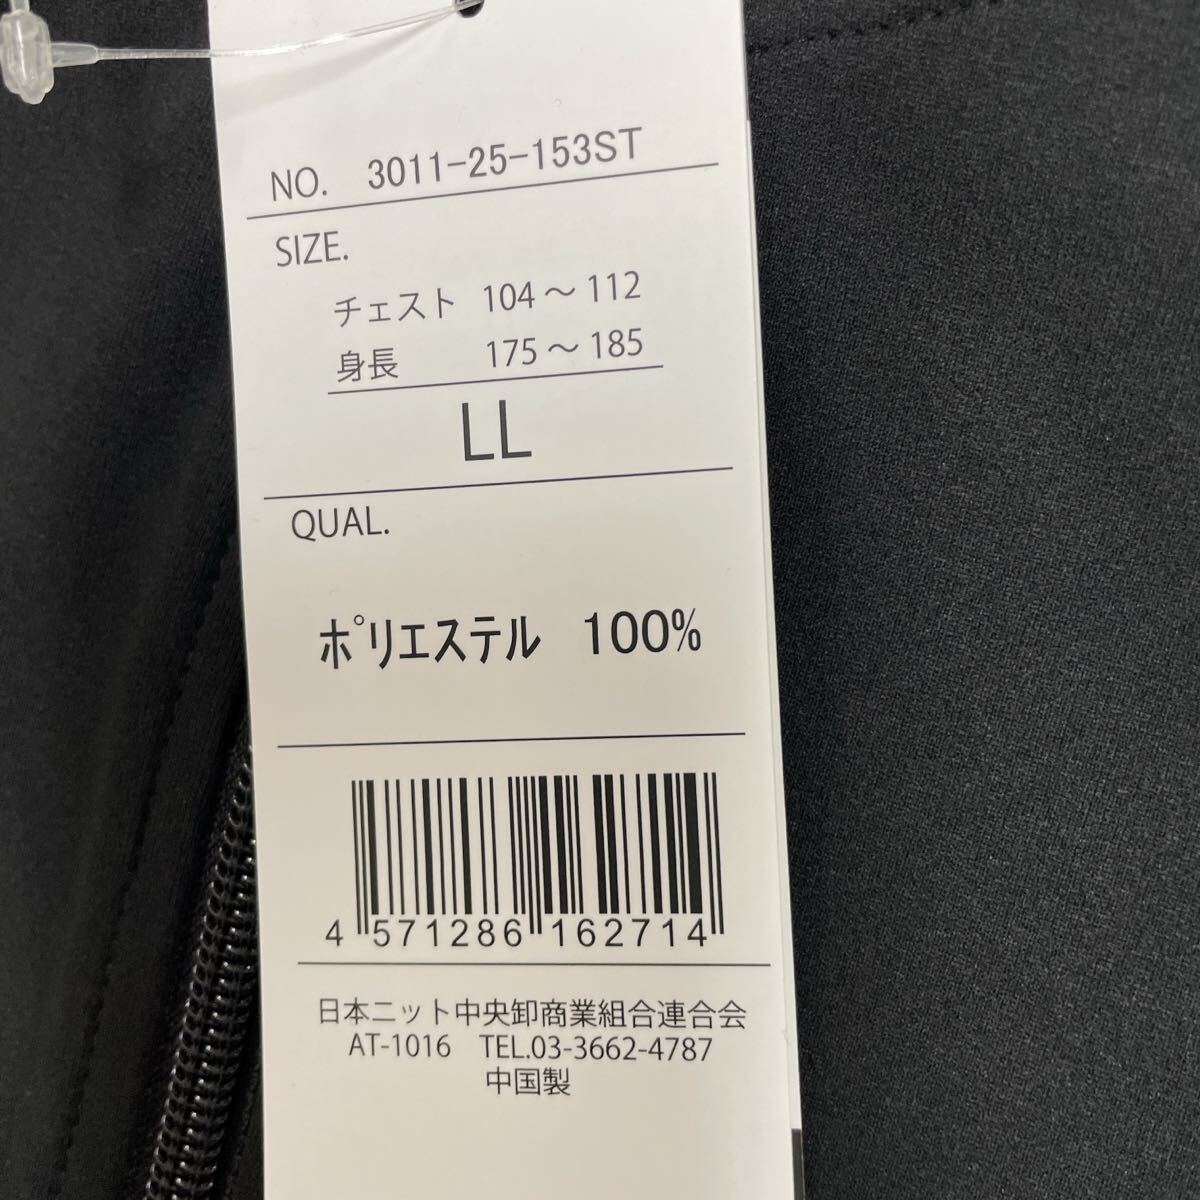 NO. 3011-25-153ST
SIZE.
チェスト 104～112
身長 175～185
LL
QUAL.
ﾎﾟﾘｴｽﾃﾙ 100%
4 571286 162714
日本ニット中央卸商業組合連合会
AT-1016 TEL.03-3662-4787
中国製